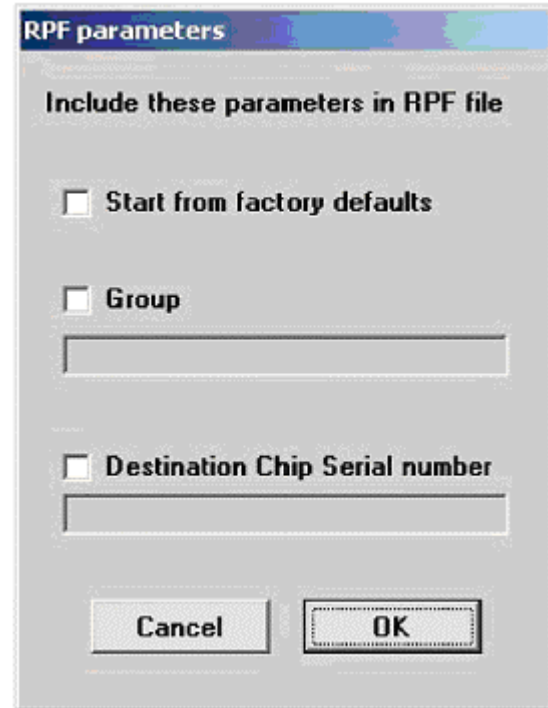 RPF parameters
Include these parameters in RPF file
Start from factory defaults
Group
Destination Chip Serial number
Cancel OK